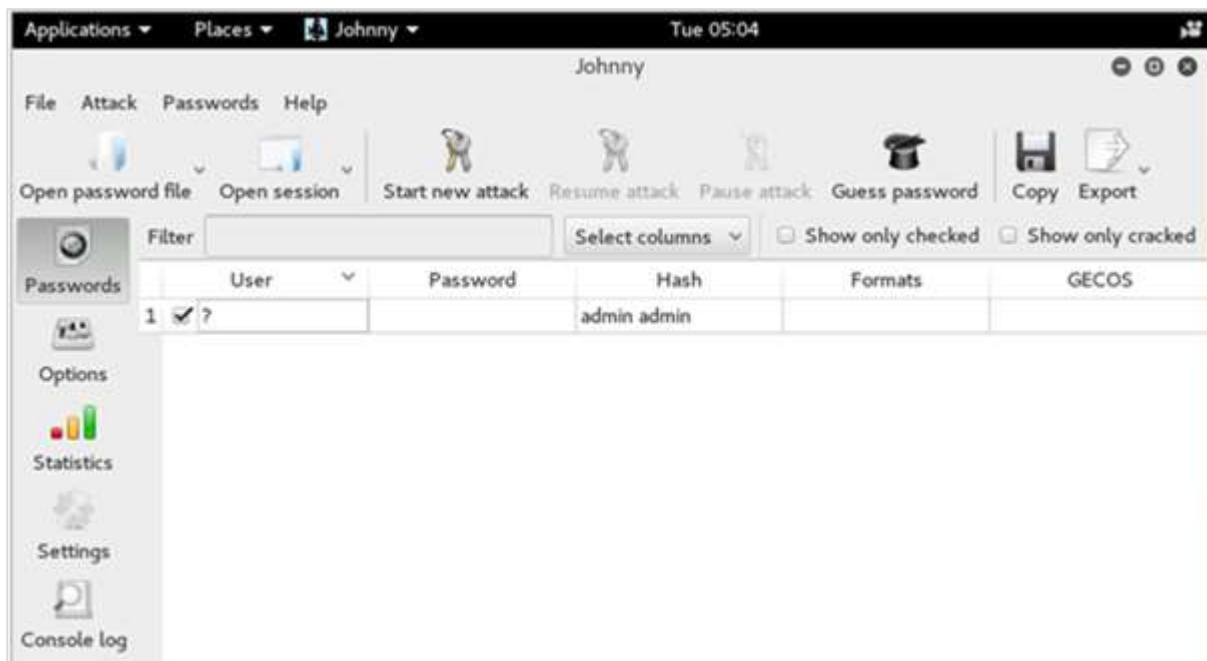 Applications Places Johnny Tue 05:04
Johnny
File Attack Passwords Help
Open password file Open session Start new attack Resume attack Pause attack Guess password Copy Export
Filter Select columns Show only checked Show only cracked
Passwords
User Password Hash Formats GECOS
1 ? admin admin
Options
Statistics
Settings
Console log